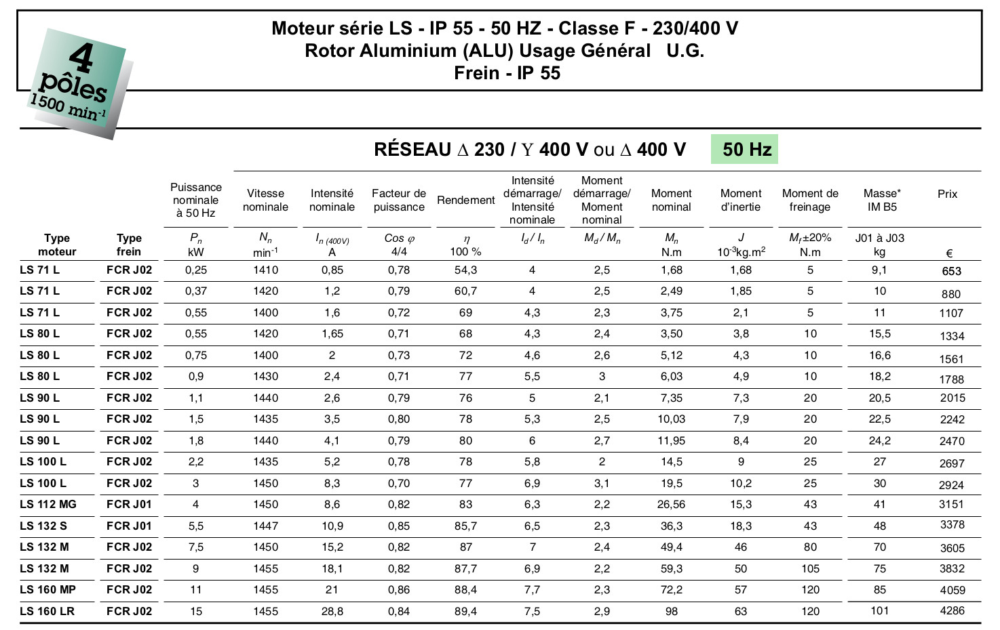 Moteur série LS - IP 55 - 50 HZ - Classe F - 230/400 V
Rotor Aluminium (ALU) Usage Général U.G.
Frein - IP 55
4
pôles
1500 min-1
RÉSEAU Δ 230 / Y 400 V ou Δ 400 V 50 Hz
Puissance nominale à 50 Hz
Vitesse nominale
Intensité nominale
Facteur de puissance
Rendement
Intensité démarrage/ Intensité nominale
Moment démarrage/ Moment nominal
Moment nominal
Moment d'inertie
Moment de freinage
Masse* IM B5
Prix
Type moteur
Type frein
Pn kW
Nn min-1
In (400V) A
Cos φ 4/4
η 100 %
Id / In
Md / Mn
Mn N.m
J 10-3kg.m2
Mf ±20% N.m
J01 à J03 kg
€
LS 71 L FCR J02 0,25 1410 0,85 0,78 54,3 4 2,5 1,68 1,68 5 9,1 653
LS 71 L FCR J02 0,37 1420 1,2 0,79 60,7 4 2,5 2,49 1,85 5 10 880
LS 71 L FCR J02 0,55 1400 1,6 0,72 69 4,3 2,3 3,75 2,1 5 11 1107
LS 80 L FCR J02 0,55 1420 1,65 0,71 68 4,3 2,4 3,50 3,8 10 15,5 1334
LS 80 L FCR J02 0,75 1400 2 0,73 72 4,6 2,6 5,12 4,3 10 16,6 1561
LS 80 L FCR J02 0,9 1430 2,4 0,71 77 5,5 3 6,03 4,9 10 18,2 1788
LS 90 L FCR J02 1,1 1440 2,6 0,79 76 5 2,1 7,35 7,3 20 20,5 2015
LS 90 L FCR J02 1,5 1435 3,5 0,80 78 5,3 2,5 10,03 7,9 20 22,5 2242
LS 90 L FCR J02 1,8 1440 4,1 0,79 80 6 2,7 11,95 8,4 20 24,2 2470
LS 100 L FCR J02 2,2 1435 5,2 0,78 78 5,8 2 14,5 9 25 27 2697
LS 100 L FCR J02 3 1450 8,3 0,70 77 6,9 3,1 19,5 10,2 25 30 2924
LS 112 MG FCR J01 4 1450 8,6 0,82 83 6,3 2,2 26,56 15,3 43 41 3151
LS 132 S FCR J01 5,5 1447 10,9 0,85 85,7 6,5 2,3 36,3 18,3 43 48 3378
LS 132 M FCR J02 7,5 1450 15,2 0,82 87 7 2,4 49,4 46 80 70 3605
LS 132 M FCR J02 9 1455 18,1 0,82 87,7 6,9 2,2 59,3 50 105 75 3832
LS 160 MP FCR J02 11 1455 21 0,86 88,4 7,7 2,3 72,2 57 120 85 4059
LS 160 LR FCR J02 15 1455 28,8 0,84 89,4 7,5 2,9 98 63 120 101 4286